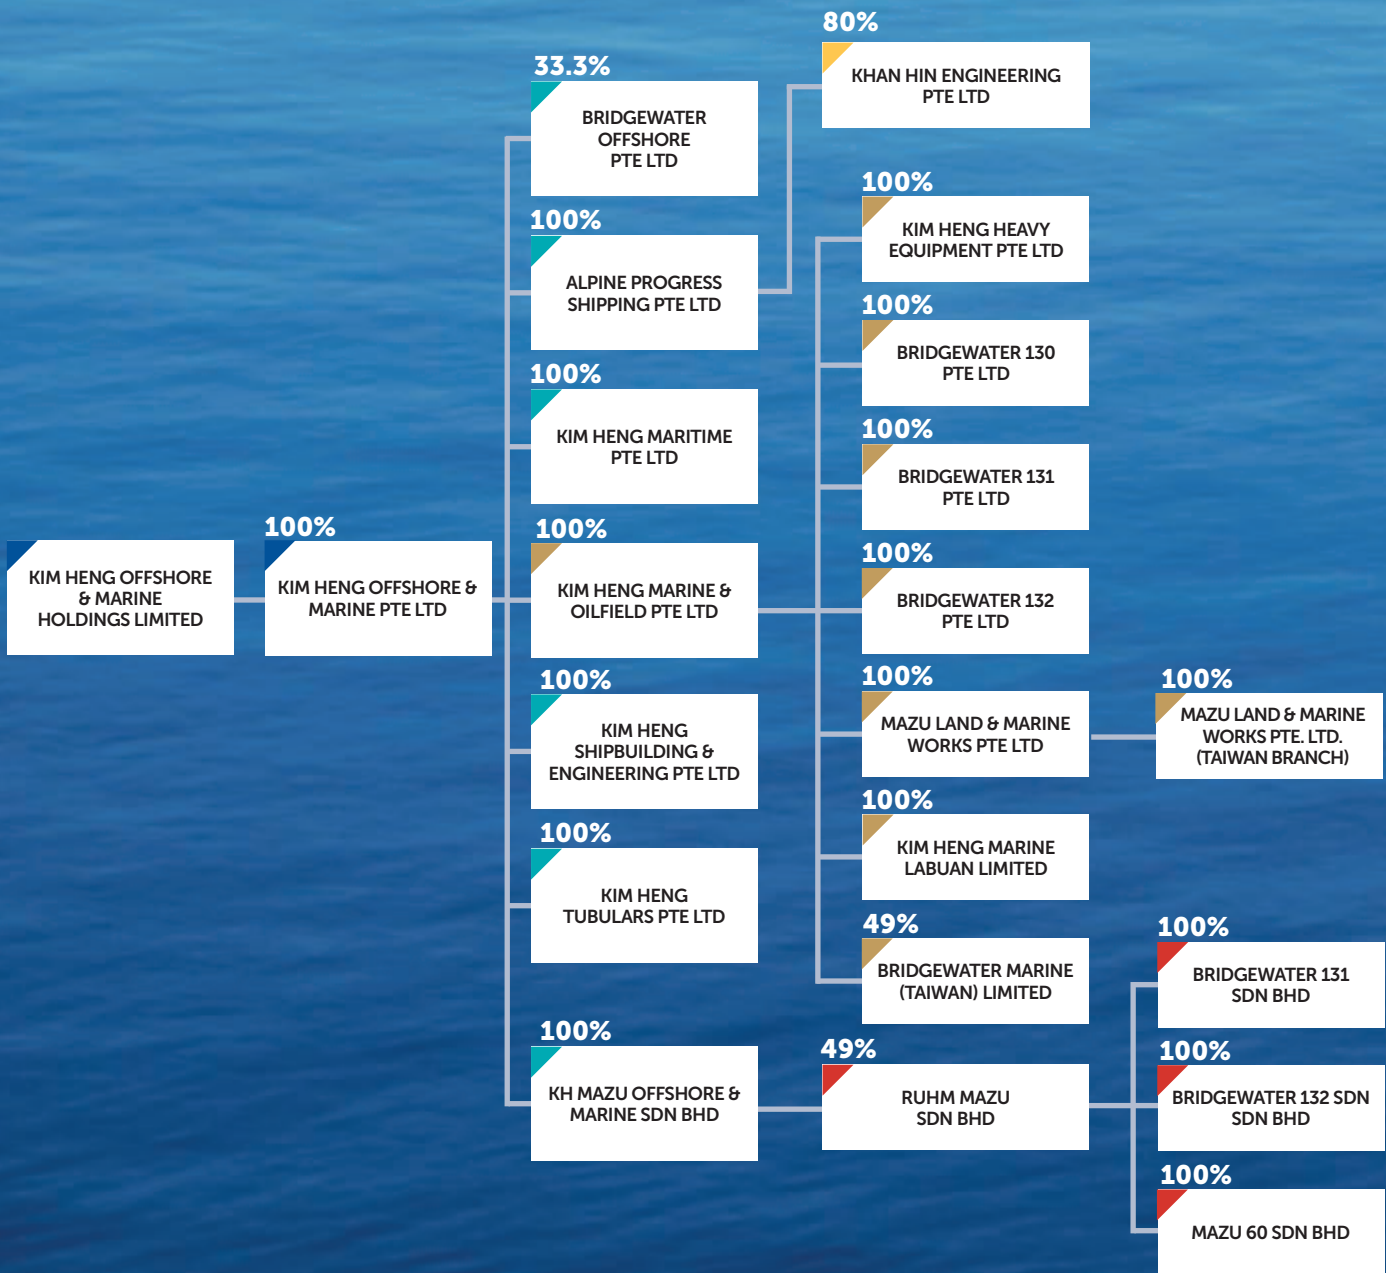 KIM HENG OFFSHORE
& MARINE
HOLDINGS LIMITED
100%
KIM HENG OFFSHORE &
MARINE PTE LTD
33.3%
BRIDGEWATER
OFFSHORE
PTE LTD
100%
ALPINE PROGRESS
SHIPPING PTE LTD
100%
KIM HENG MARITIME
PTE LTD
100%
KIM HENG MARINE &
OILFIELD PTE LTD
100%
KIM HENG
SHIPBUILDING &
ENGINEERING PTE LTD
100%
KIM HENG
TUBULARS PTE LTD
100%
KH MAZU OFFSHORE &
MARINE SDN BHD
80%
KHAN HIN ENGINEERING
PTE LTD
100%
KIM HENG HEAVY
EQUIPMENT PTE LTD
100%
BRIDGEWATER 130
PTE LTD
100%
BRIDGEWATER 131
PTE LTD
100%
BRIDGEWATER 132
PTE LTD
100%
MAZU LAND & MARINE
WORKS PTE LTD
100%
KIM HENG MARINE
LABUAN LIMITED
49%
BRIDGEWATER MARINE
(TAIWAN) LIMITED
49%
RUHM MAZU
SDN BHD
100%
MAZU LAND & MARINE
WORKS PTE. LTD.
(TAIWAN BRANCH)
100%
BRIDGEWATER 131
SDN BHD
100%
BRIDGEWATER 132 SDN
SDN BHD
100%
MAZU 60 SDN BHD